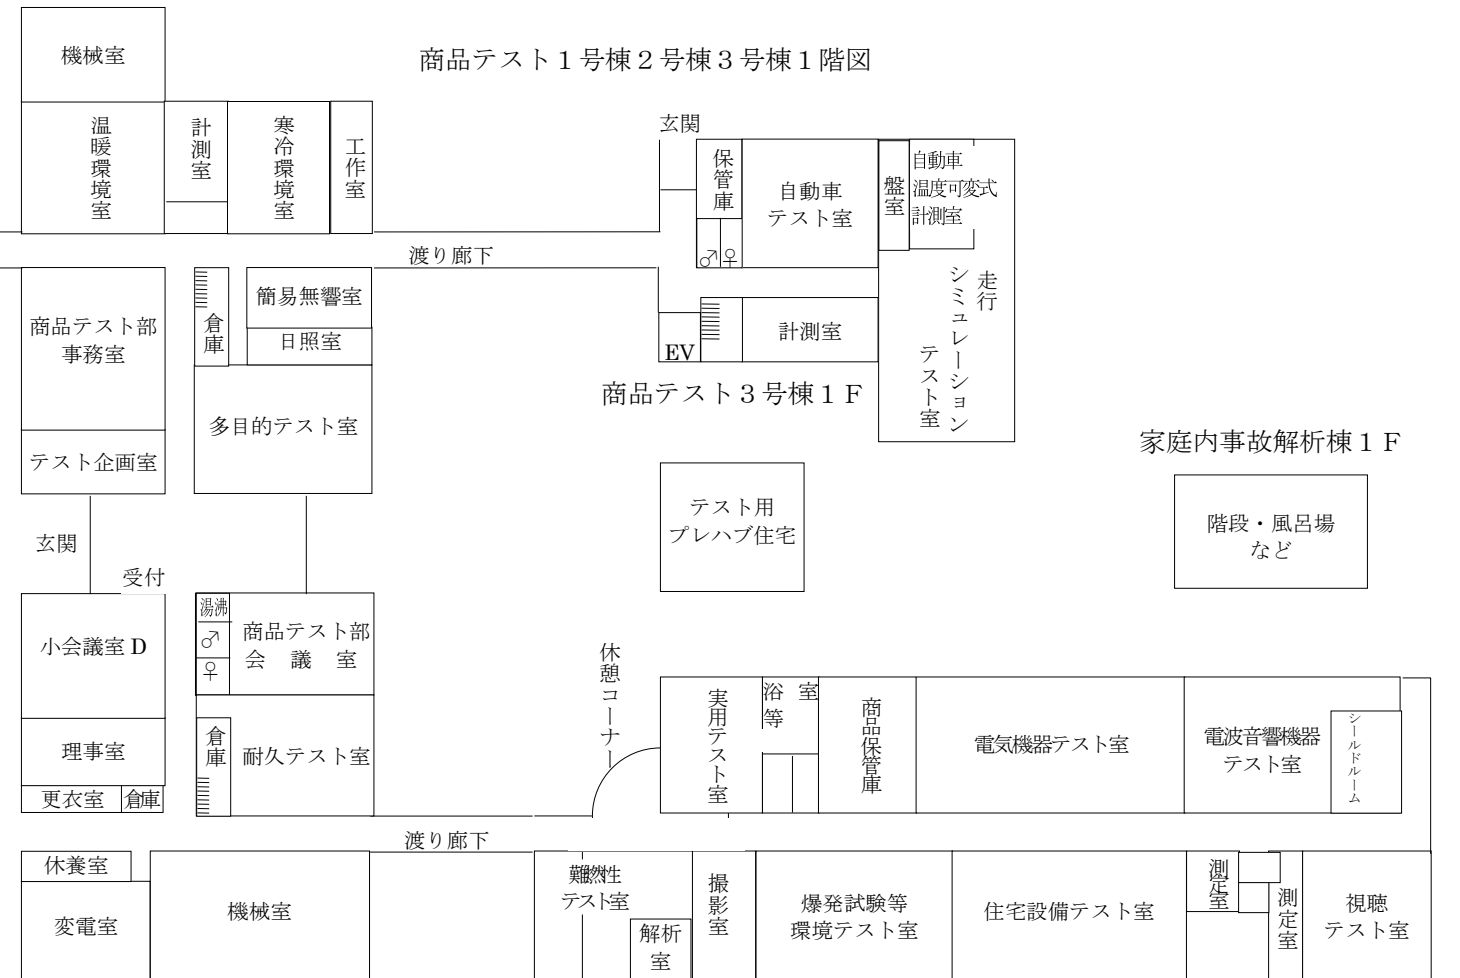 商品テスト１号棟２号棟３号棟１階図
機械室
温暖環境室
計測室
寒冷環境室
工作室
玄関
保管庫
♂
♀
自動車
テスト室
盤室
自動車
温度可変式
計測室
渡り廊下
走行
シミュレーション
テスト室
商品テスト部
事務室
倉庫
簡易無響室
日照室
EV
計測室
商品テスト３号棟１Ｆ
多目的テスト室
テスト企画室
家庭内事故解析棟１Ｆ
テスト用
プレハブ住宅
階段・風呂場
など
玄関
受付
小会議室 D
湯沸
♂
♀
商品テスト部
会　議　室
休憩コーナー
理事室
倉庫
耐久テスト室
更衣室
倉庫
実用テスト室
浴　室
等
商品保管庫
電気機器テスト室
電波音響機器
テスト室
シールドルーム
渡り廊下
休養室
変電室
機械室
難燃性
テスト室
解析
室
撮影室
爆発試験等
環境テスト室
住宅設備テスト室
測定室
測定室
視聴
テスト室